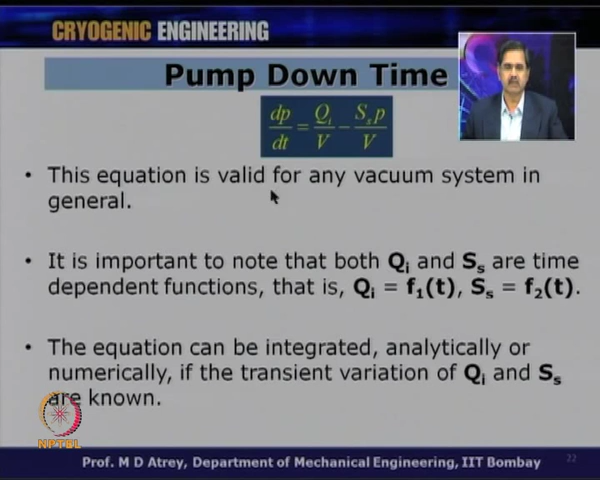 CRYOGENIC ENGINEERING
Pump Down Time
dp/dt = Qᵢ/V − Sₛp/V
• This equation is valid for any vacuum system in
general.
• It is important to note that both Qᵢ and Sₛ are time
dependent functions, that is, Qᵢ = f₁(t), Sₛ = f₂(t).
• The equation can be integrated, analytically or
numerically, if the transient variation of Qᵢ and Sₛ
are known.
NPTEL
22
Prof. M D Atrey, Department of Mechanical Engineering, IIT Bombay